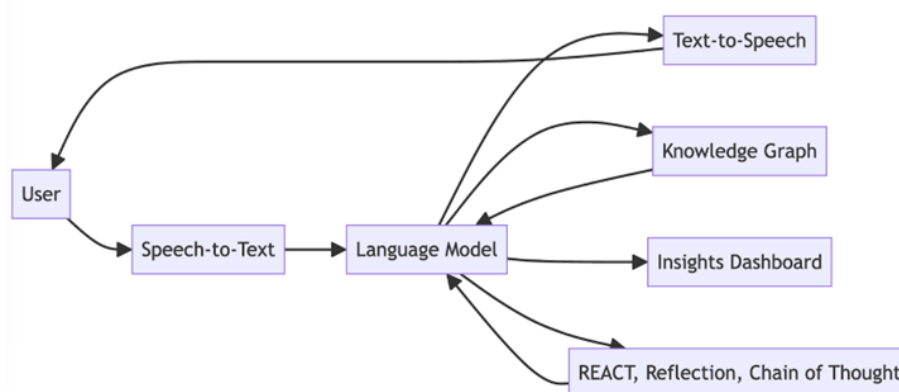 Text-to-Speech
Knowledge Graph
User
Speech-to-Text
Language Model
Insights Dashboard
REACT, Reflection, Chain of Thought